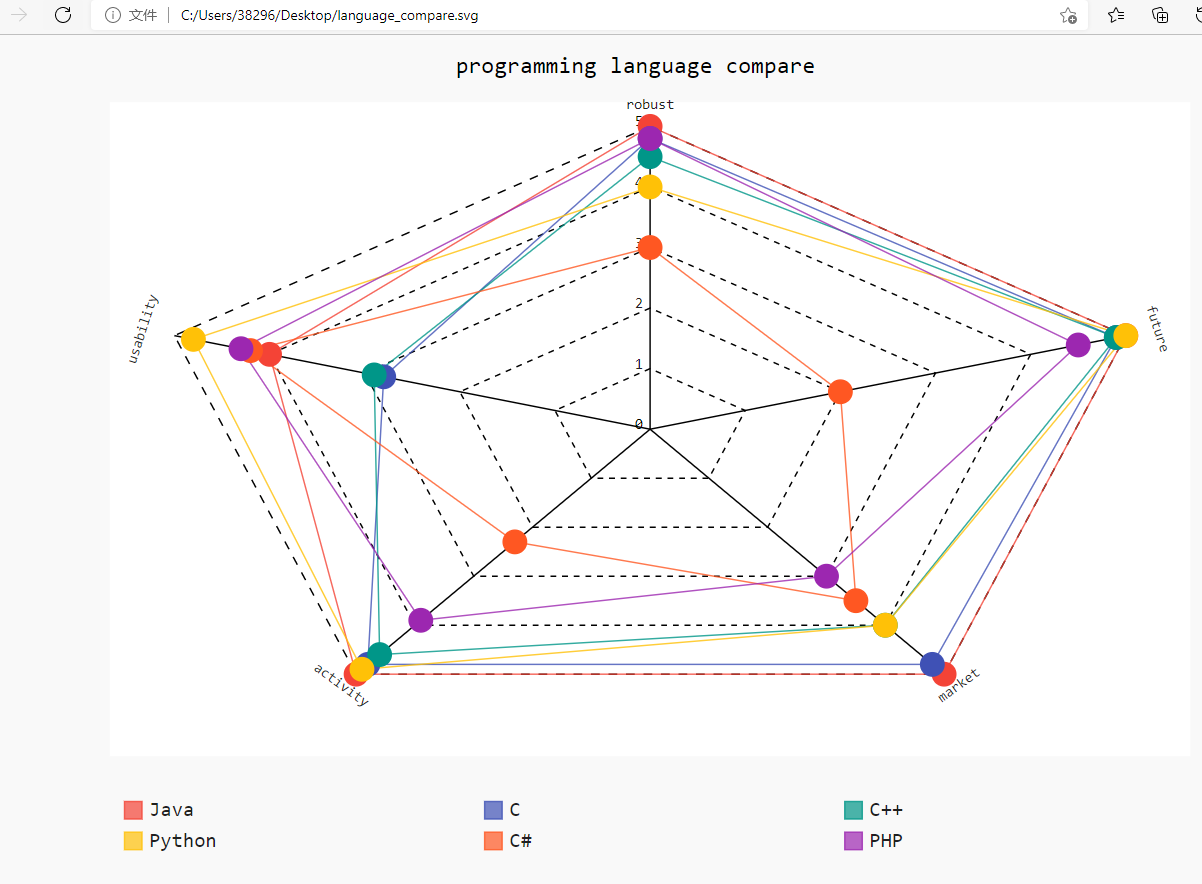 文件 C:/Users/38296/Desktop/language_compare.svg
programming language compare
robust
5
4
3
2
1
0
usability
future
activity
market
Java C C++
Python C# PHP